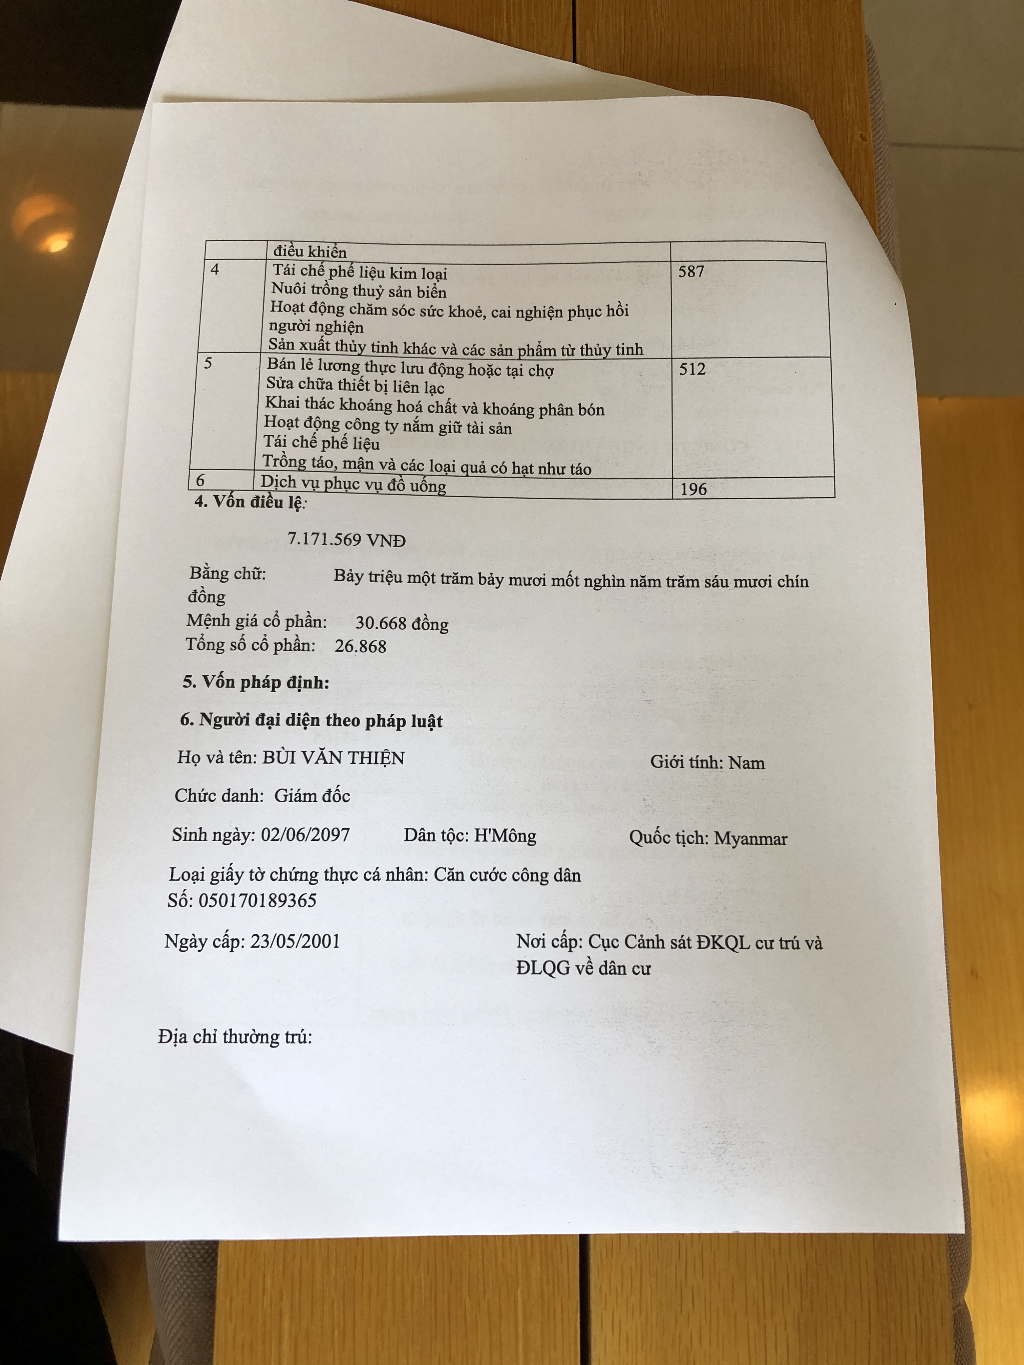 điều khiển
4 Tái chế phế liệu kim loại 587
Nuôi trồng thuỷ sản biển
Hoạt động chăm sóc sức khoẻ, cai nghiện phục hồi
người nghiện
Sản xuất thủy tinh khác và các sản phẩm từ thủy tinh
5 Bán lẻ lương thực lưu động hoặc tại chợ 512
Sửa chữa thiết bị liên lạc
Khai thác khoáng hoá chất và khoáng phân bón
Hoạt động công ty nắm giữ tài sản
Tái chế phế liệu
Trồng táo, mận và các loại quả có hạt như táo
6 Dịch vụ phục vụ đồ uống 196
4. Vốn điều lệ:
7.171.569 VNĐ
Bằng chữ: Bảy triệu một trăm bảy mươi mốt nghìn năm trăm sáu mươi chín
đồng
Mệnh giá cổ phần: 30.668 đồng
Tổng số cổ phần: 26.868
5. Vốn pháp định:
6. Người đại diện theo pháp luật
Họ và tên: BÙI VĂN THIỆN Giới tính: Nam
Chức danh: Giám đốc
Sinh ngày: 02/06/2097 Dân tộc: H'Mông Quốc tịch: Myanmar
Loại giấy tờ chứng thực cá nhân: Căn cước công dân
Số: 050170189365
Ngày cấp: 23/05/2001 Nơi cấp: Cục Cảnh sát ĐKQL cư trú và
ĐLQG về dân cư
Địa chỉ thường trú: